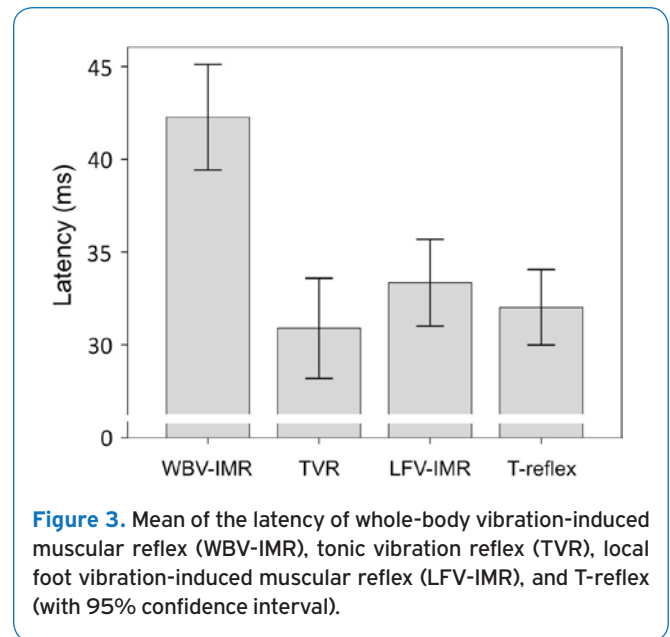 45
40
35
30
0
Latency (ms)
WBV-IMR TVR LFV-IMR T-reflex
Figure 3. Mean of the latency of whole-body vibration-induced
muscular reflex (WBV-IMR), tonic vibration reflex (TVR), local
foot vibration-induced muscular reflex (LFV-IMR), and T-reflex
(with 95% confidence interval).